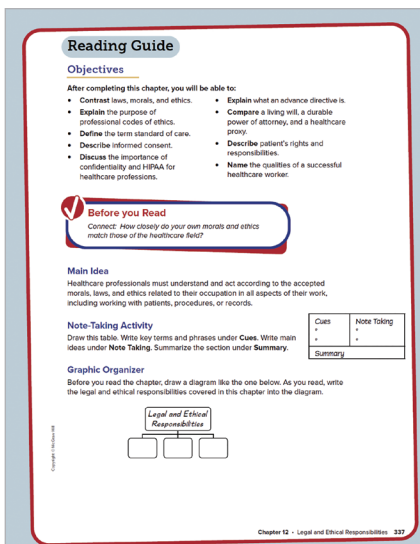 Reading Guide
Objectives
After completing this chapter, you will be able to:
• Contrast laws, morals, and ethics.
• Explain the purpose of
professional codes of ethics.
• Define the term standard of care.
• Describe informed consent.
• Discuss the importance of
confidentiality and HIPAA for
healthcare professions.
• Explain what an advance directive is.
• Compare a living will, a durable
power of attorney, and a healthcare
proxy.
• Describe patient's rights and
responsibilities.
• Name the qualities of a successful
healthcare worker.
Before you Read
Connect: How closely do your own morals and ethics
match those of the healthcare field?
Main Idea
Healthcare professionals must understand and act according to the accepted
morals, laws, and ethics related to their occupation in all aspects of their work,
including working with patients, procedures, or records.
Note-Taking Activity
Draw this table. Write key terms and phrases under Cues. Write main
ideas under Note Taking. Summarize the section under Summary.
Cues
•
•
Note Taking
•
•
Summary
Graphic Organizer
Before you read the chapter, draw a diagram like the one below. As you read, write
the legal and ethical responsibilities covered in this chapter into the diagram.
Legal and Ethical
Responsibilities
Copyright © McGraw Hill
Chapter 12 • Legal and Ethical Responsibilities 337